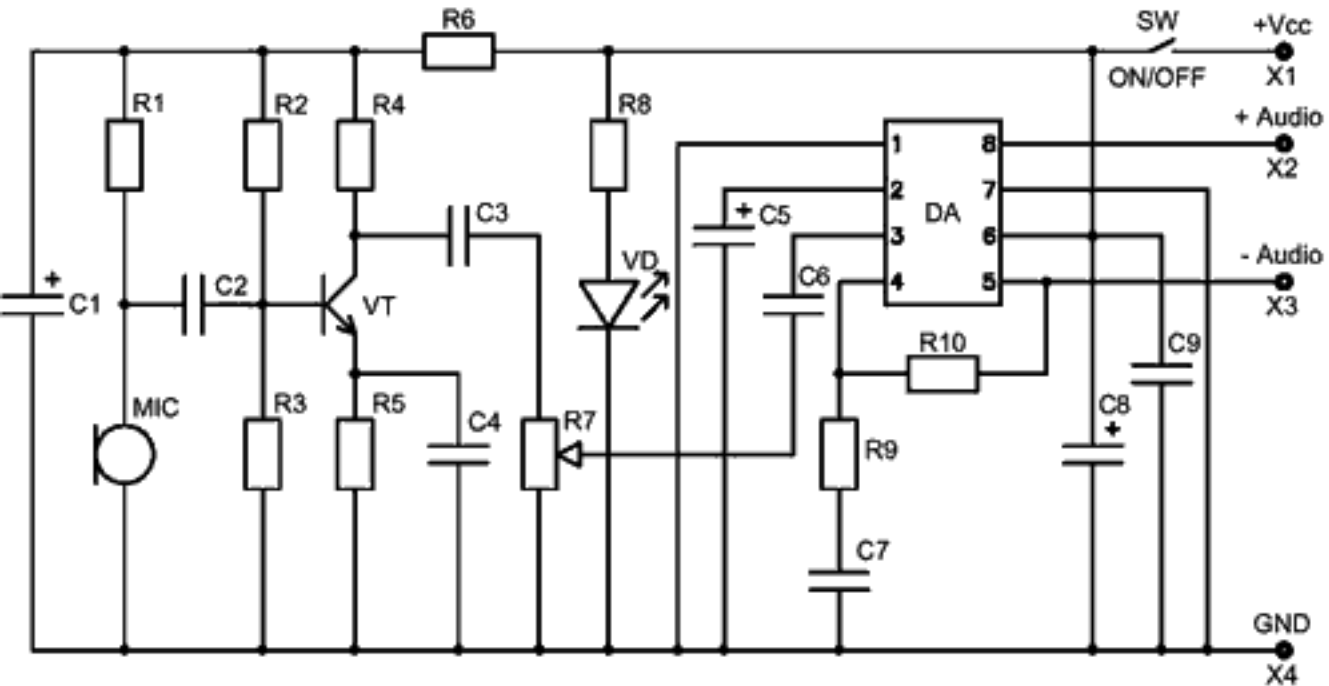 R6
SW
+Vcc
ON/OFF
X1
R1
R2
R4
R8
+ Audio
1
8
X2
2
7
DA
C3
+
C5
3
6
VD
- Audio
C6
+
C1
C2
VT
4
5
X3
R10
C9
MIC
R3
R5
C4
R7
C8
+
R9
C7
GND
X4